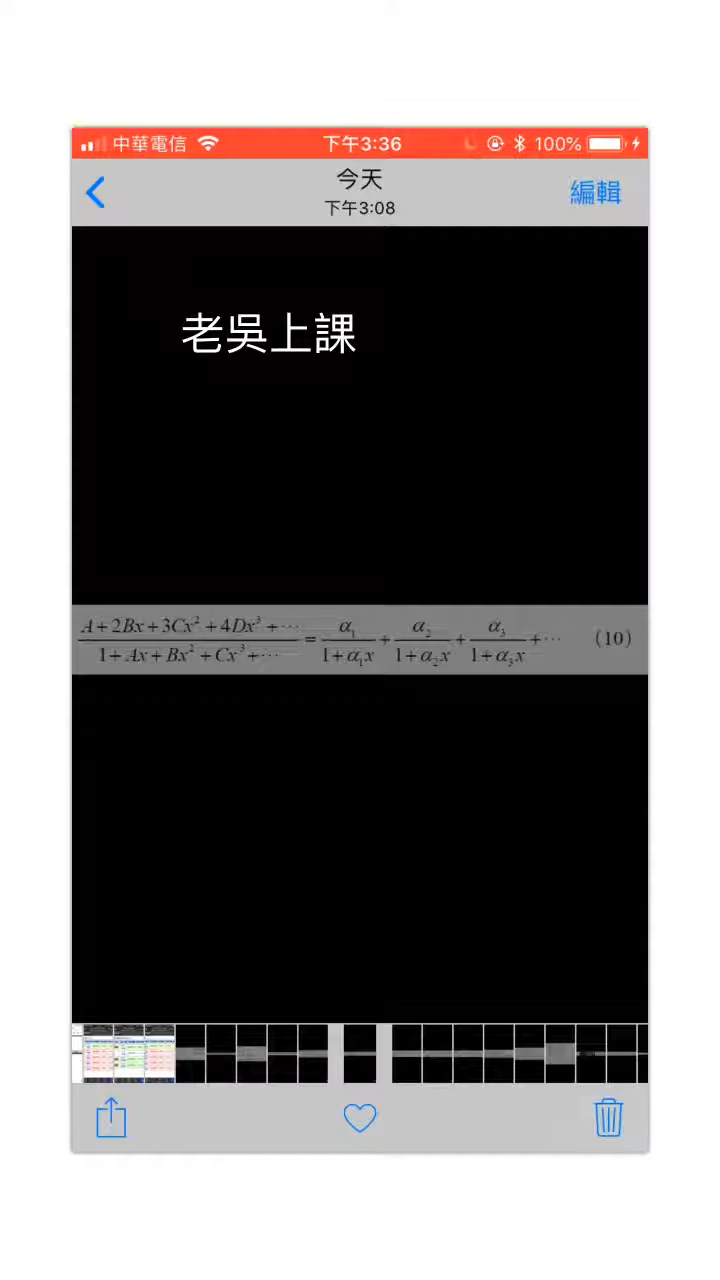 中華電信 下午3:36 100%
今天
下午3:08
編輯
老吳上課
A+2Bx+3Cx²+4Dx³+⋯ / 1+Ax+Bx²+Cx³+⋯ = α₁ / 1+α₁x + α₂ / 1+α₂x + α₃ / 1+α₃x +⋯ (10)